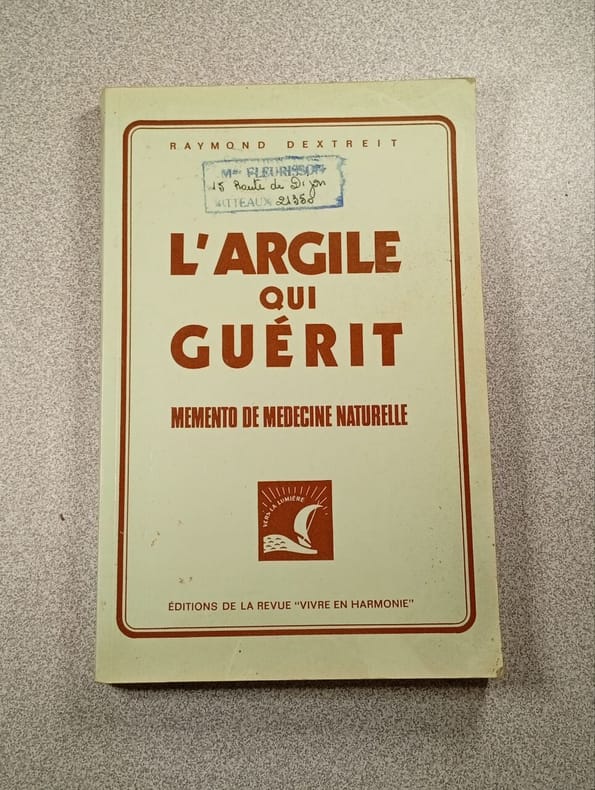 RAYMOND DEXTREIT
Mme FLEURISSON
15 Route de Dijon
VITTEAUX 21350
L'ARGILE
QUI
GUÉRIT
MEMENTO DE MEDECINE NATURELLE
VERS LA LUMIÈRE
ÉDITIONS DE LA REVUE "VIVRE EN HARMONIE"